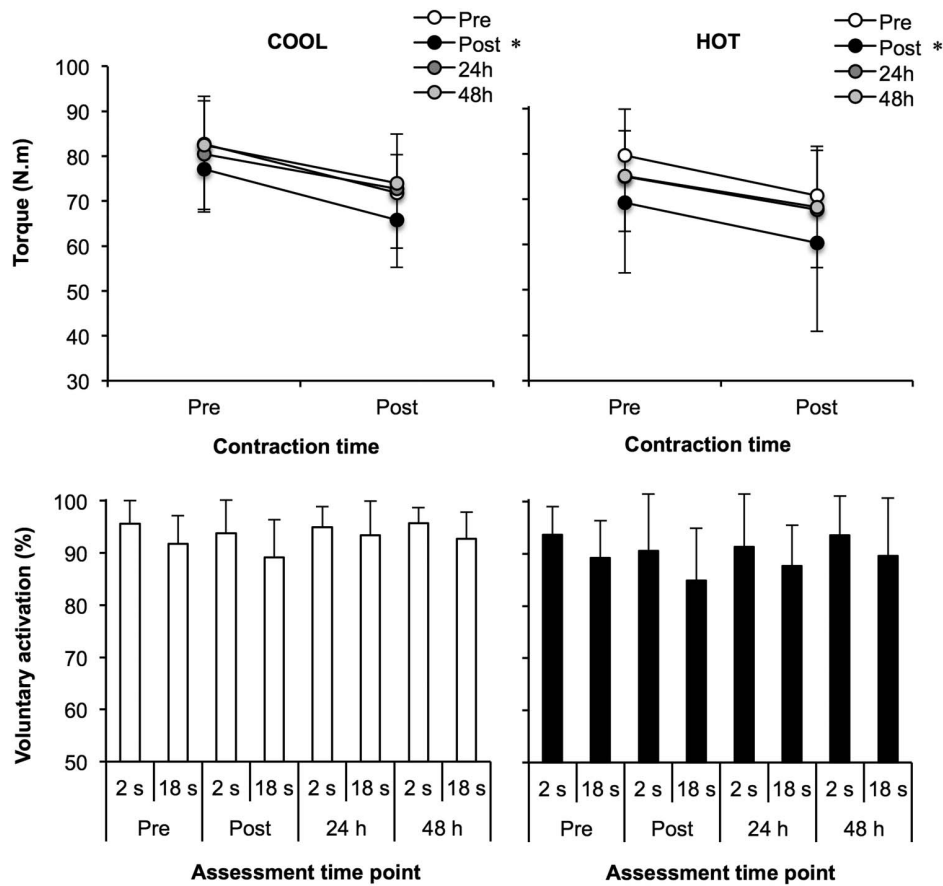 COOL
Pre
Post *
24h
48h
HOT
Pre
Post *
24h
48h
Torque (N.m)
100
90
80
70
60
50
40
30
Pre Post
Contraction time
Pre Post
Contraction time
Voluntary activation (%)
100
90
80
70
60
50
2 s 18 s 2 s 18 s 2 s 18 s 2 s 18 s
Pre Post 24 h 48 h
Assessment time point
2 s 18 s 2 s 18 s 2 s 18 s 2 s 18 s
Pre Post 24 h 48 h
Assessment time point